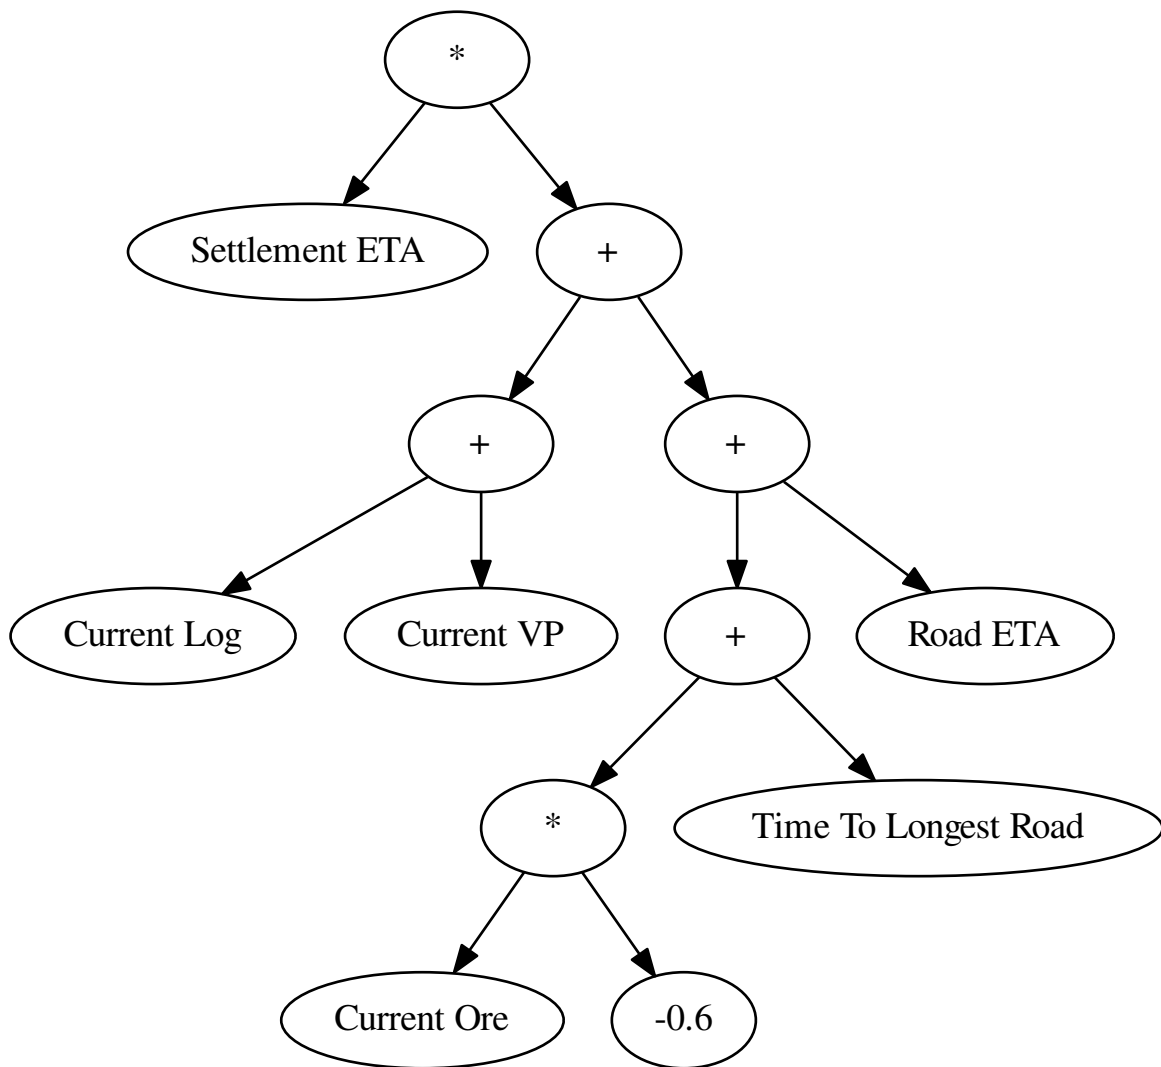 *
Settlement ETA
+
+
+
Current Log
Current VP
+
Road ETA
*
Time To Longest Road
Current Ore
-0.6